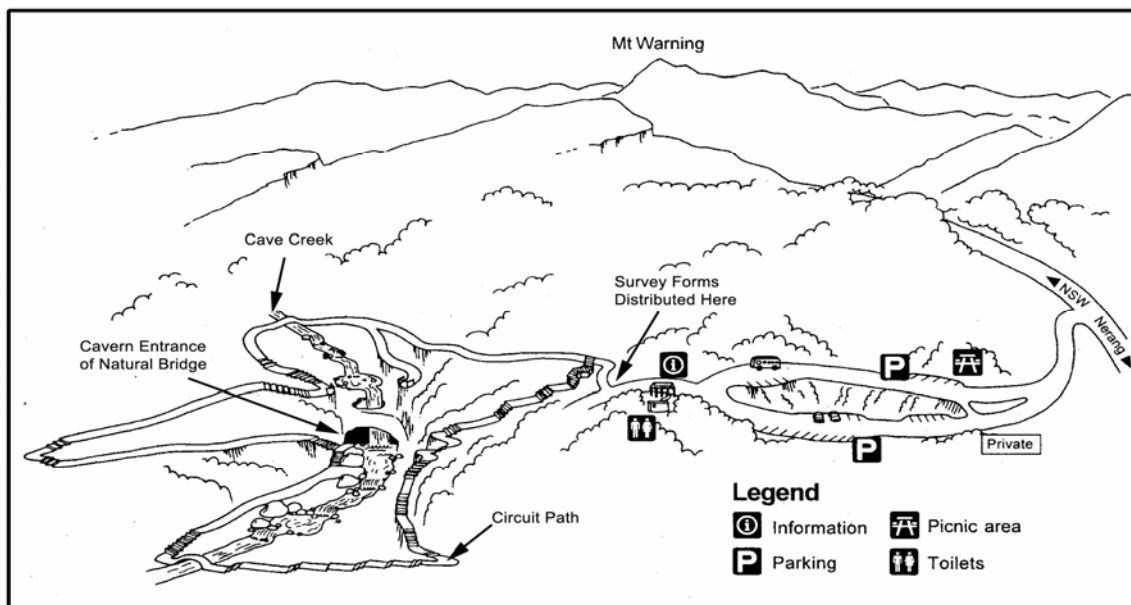 Mt Warning
Cave Creek
Survey Forms
Distributed Here
Cavern Entrance
of Natural Bridge
NSW
Nerang
P
P
Private
Circuit Path
Legend
Information
Picnic area
P Parking
Toilets